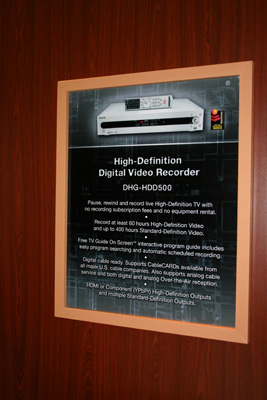 High-Definition
Digital Video Recorder
DHG-HDD500
Pause, rewind and record live High-Definition TV with
no recording subscription fees and no equipment rental.
•
Record at least 60 hours High-Definition Video
and up to 400 hours Standard-Definition Video.
•
Free TV Guide On Screen™ interactive program guide includes
easy program searching and automatic scheduled recording.
•
Digital cable ready. Supports CableCARDs available from
all major U.S. cable companies. Also supports analog cable
service and both digital and analog Over-the-Air reception.
•
HDMI or Component (YPbPr) High-Definition Outputs
and multiple Standard-Definition Outputs.